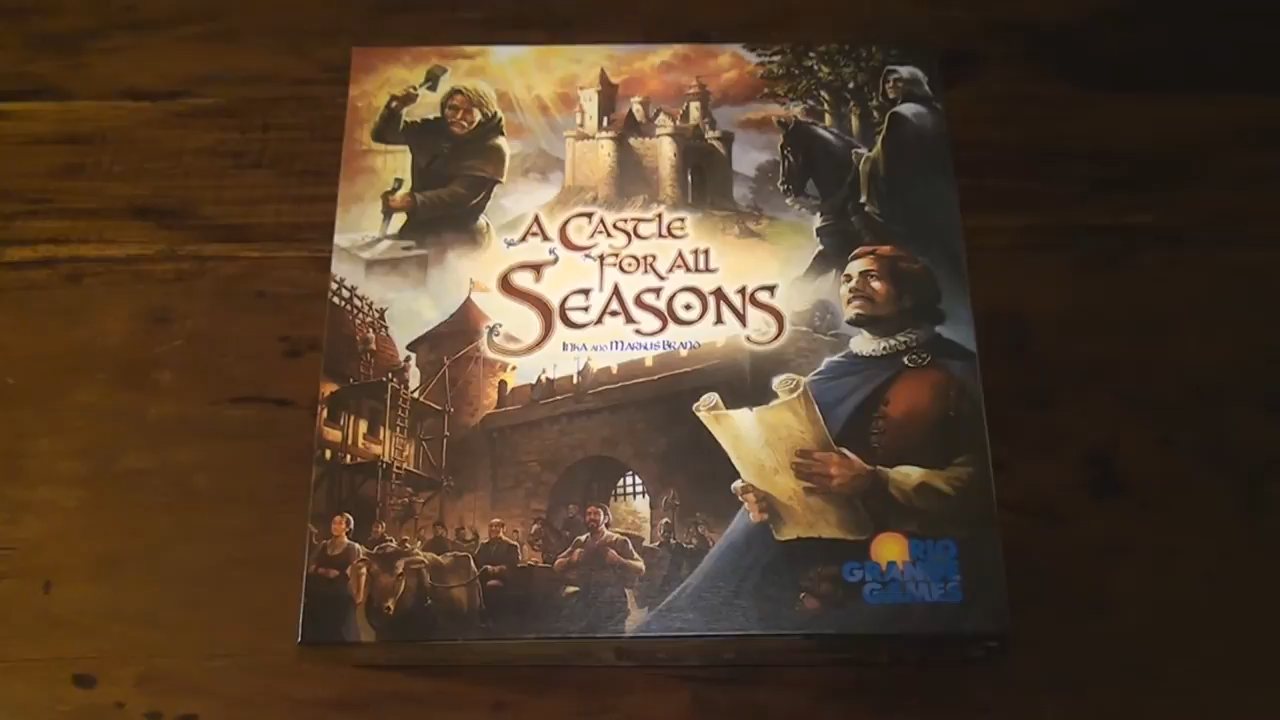 A CASTLE
FOR ALL
SEASONS
INKA AND MARKUS BRAND
RIO
GRANDE
GAMES